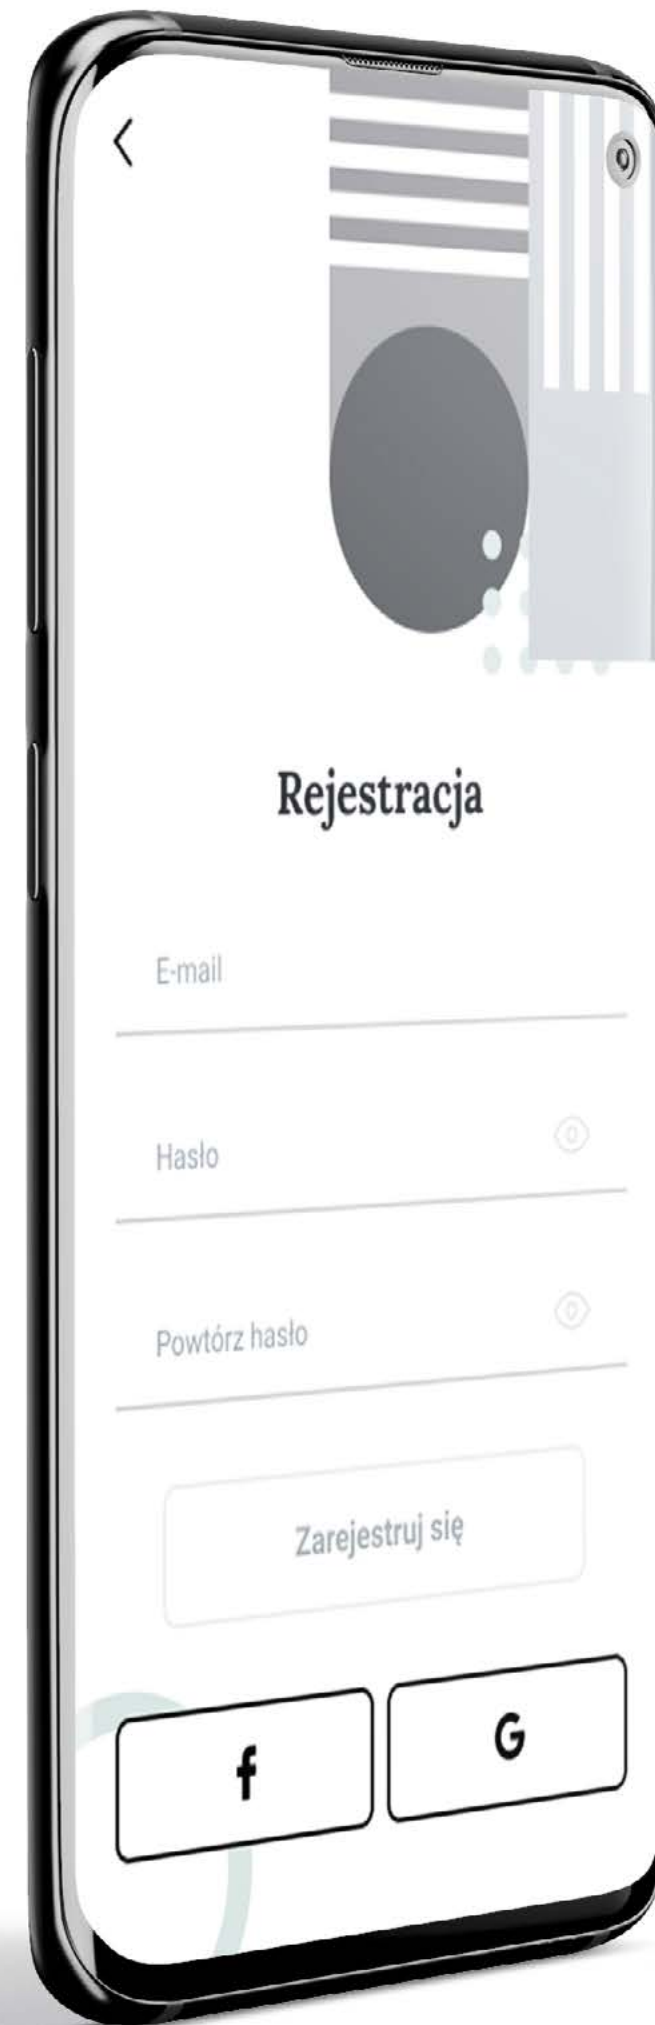 Rejestracja
E-mail
Hasło
Powtórz hasło
Zarejestruj się
f
G